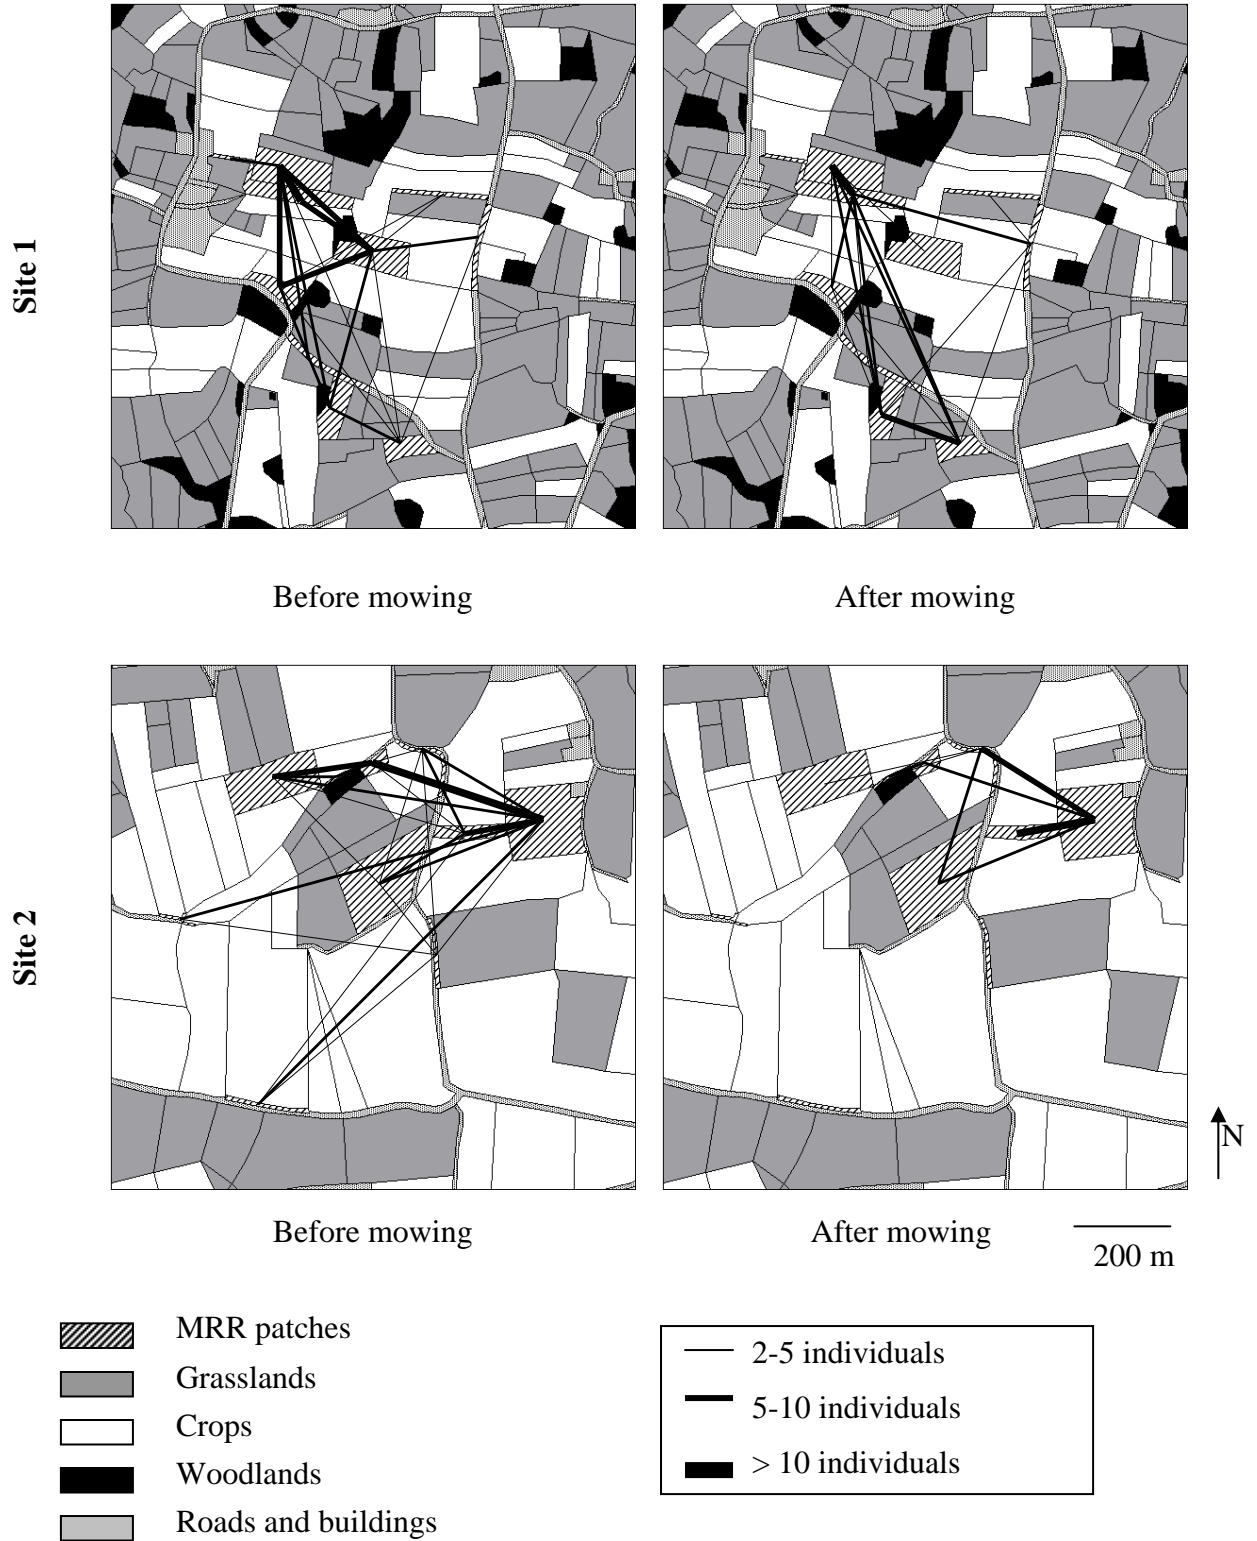 Site 1
Before mowing
After mowing
Site 2
N
Before mowing
After mowing
200 m
MRR patches
Grasslands
Crops
Woodlands
Roads and buildings
2-5 individuals
5-10 individuals
> 10 individuals